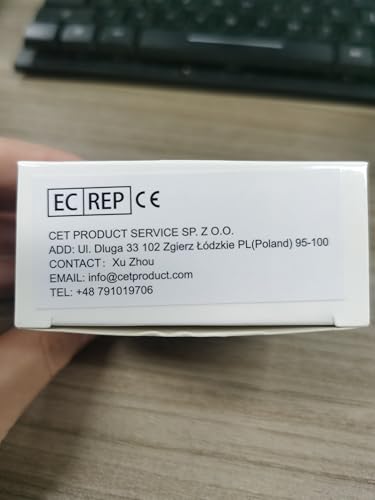 EC REP CE
CET PRODUCT SERVICE SP. Z O.O.
ADD: Ul. Dluga 33 102 Zgierz Łódzkie PL(Poland) 95-100
CONTACT: Xu Zhou
EMAIL: info@cetproduct.com
TEL: +48 791019706